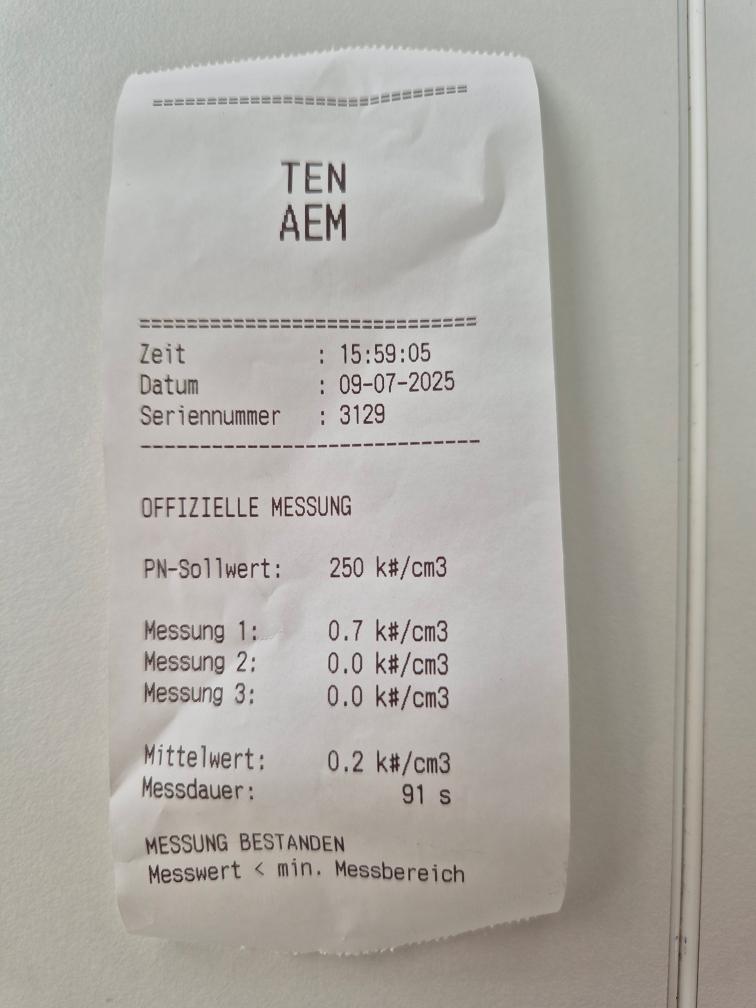 ==============================
TEN
AEM
==============================
Zeit : 15:59:05
Datum : 09-07-2025
Seriennummer : 3129
------------------------------
OFFIZIELLE MESSUNG
PN-Sollwert: 250 k#/cm3
Messung 1: 0.7 k#/cm3
Messung 2: 0.0 k#/cm3
Messung 3: 0.0 k#/cm3
Mittelwert: 0.2 k#/cm3
Messdauer: 91 s
MESSUNG BESTANDEN
Messwert < min. Messbereich